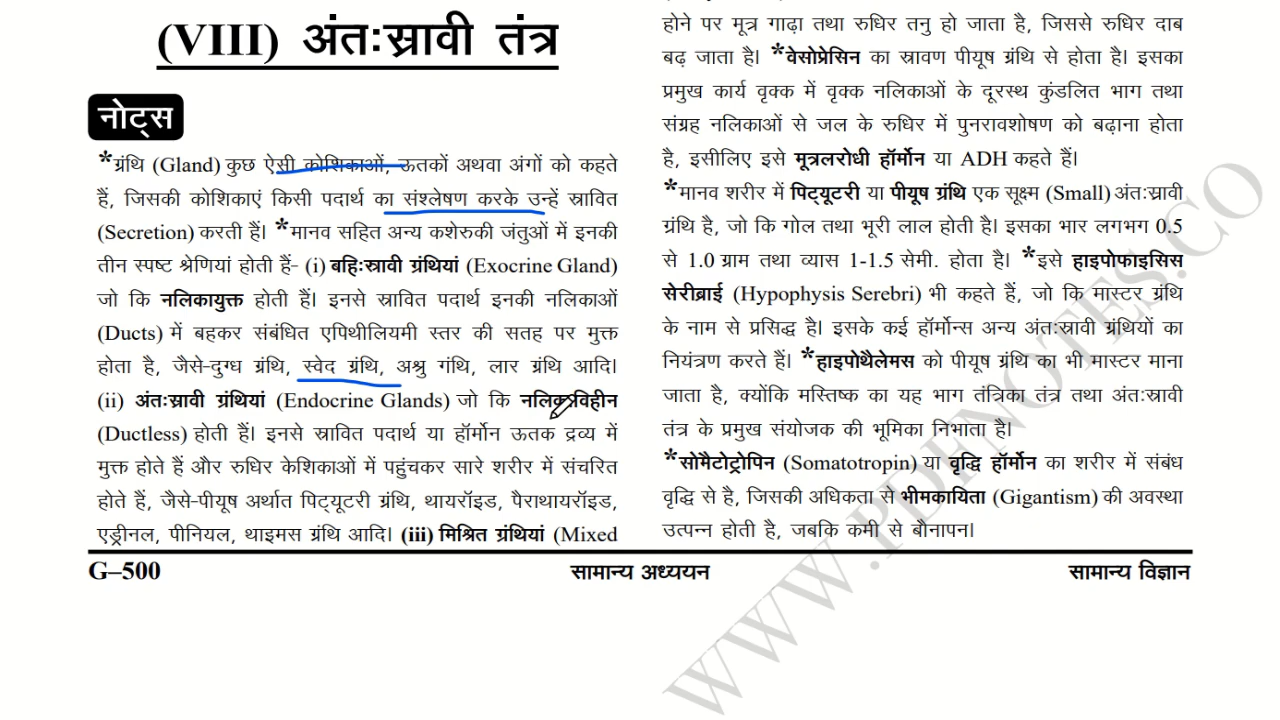 (VIII) अंतःस्रावी तंत्र
नोट्स
*ग्रंथि (Gland) कुछ ऐसी कोशिकाओं, ऊतकों अथवा अंगों को कहते
हैं, जिसकी कोशिकाएं किसी पदार्थ का संश्लेषण करके उन्हें स्रावित
(Secretion) करती हैं। *मानव सहित अन्य कशेरुकी जंतुओं में इनकी
तीन स्पष्ट श्रेणियां होती हैं- (i) बहिःस्रावी ग्रंथियां (Exocrine Gland)
जो कि नलिकायुक्त होती हैं। इनसे स्रावित पदार्थ इनकी नलिकाओं
(Ducts) में बहकर संबंधित एपिथीलियमी स्तर की सतह पर मुक्त
होता है, जैसे-दुग्ध ग्रंथि, स्वेद ग्रंथि, अश्रु गंथि, लार ग्रंथि आदि।
(ii) अंतःस्रावी ग्रंथियां (Endocrine Glands) जो कि नलिकाविहीन
(Ductless) होती हैं। इनसे स्रावित पदार्थ या हॉर्मोन ऊतक द्रव्य में
मुक्त होते हैं और रुधिर केशिकाओं में पहुंचकर सारे शरीर में संचरित
होते हैं, जैसे-पीयूष अर्थात पिट्यूटरी ग्रंथि, थायरॉइड, पैराथायरॉइड,
एड्रीनल, पीनियल, थाइमस ग्रंथि आदि। (iii) मिश्रित ग्रंथियां (Mixed
होने पर मूत्र गाढ़ा तथा रुधिर तनु हो जाता है, जिससे रुधिर दाब
बढ़ जाता है। *वेसोप्रेसिन का स्रावण पीयूष ग्रंथि से होता है। इसका
प्रमुख कार्य वृक्क में वृक्क नलिकाओं के दूरस्थ कुंडलित भाग तथा
संग्रह नलिकाओं से जल के रुधिर में पुनरावशोषण को बढ़ाना होता
है, इसीलिए इसे मूत्रलरोधी हॉर्मोन या ADH कहते हैं।
*मानव शरीर में पिट्यूटरी या पीयूष ग्रंथि एक सूक्ष्म (Small) अंतःस्रावी
ग्रंथि है, जो कि गोल तथा भूरी लाल होती है। इसका भार लगभग 0.5
से 1.0 ग्राम तथा व्यास 1-1.5 सेमी. होता है। *इसे हाइपोफाइसिस
सेरीब्राई (Hypophysis Serebri) भी कहते हैं, जो कि मास्टर ग्रंथि
के नाम से प्रसिद्ध है। इसके कई हॉर्मोन्स अन्य अंतःस्रावी ग्रंथियों का
नियंत्रण करते हैं। *हाइपोथैलेमस को पीयूष ग्रंथि का भी मास्टर माना
जाता है, क्योंकि मस्तिष्क का यह भाग तंत्रिका तंत्र तथा अंतःस्रावी
तंत्र के प्रमुख संयोजक की भूमिका निभाता है।
*सोमैटोट्रोपिन (Somatotropin) या वृद्धि हॉर्मोन का शरीर में संबंध
वृद्धि से है, जिसकी अधिकता से भीमकायिता (Gigantism) की अवस्था
उत्पन्न होती है, जबकि कमी से बौनापन।
G–500 सामान्य अध्ययन सामान्य विज्ञान
WWW.PDFNOTES.CO